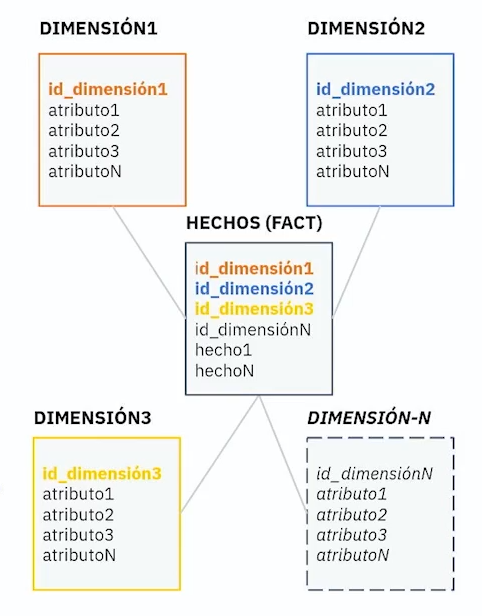 DIMENSIÓN1
id_dimensión1
atributo1
atributo2
atributo3
atributoN
DIMENSIÓN2
id_dimensión2
atributo1
atributo2
atributo3
atributoN
HECHOS (FACT)
id_dimensión1
id_dimensión2
id_dimensión3
id_dimensiónN
hecho1
hechoN
DIMENSIÓN3
id_dimensión3
atributo1
atributo2
atributo3
atributoN
DIMENSIÓN-N
id_dimensiónN
atributo1
atributo2
atributo3
atributoN